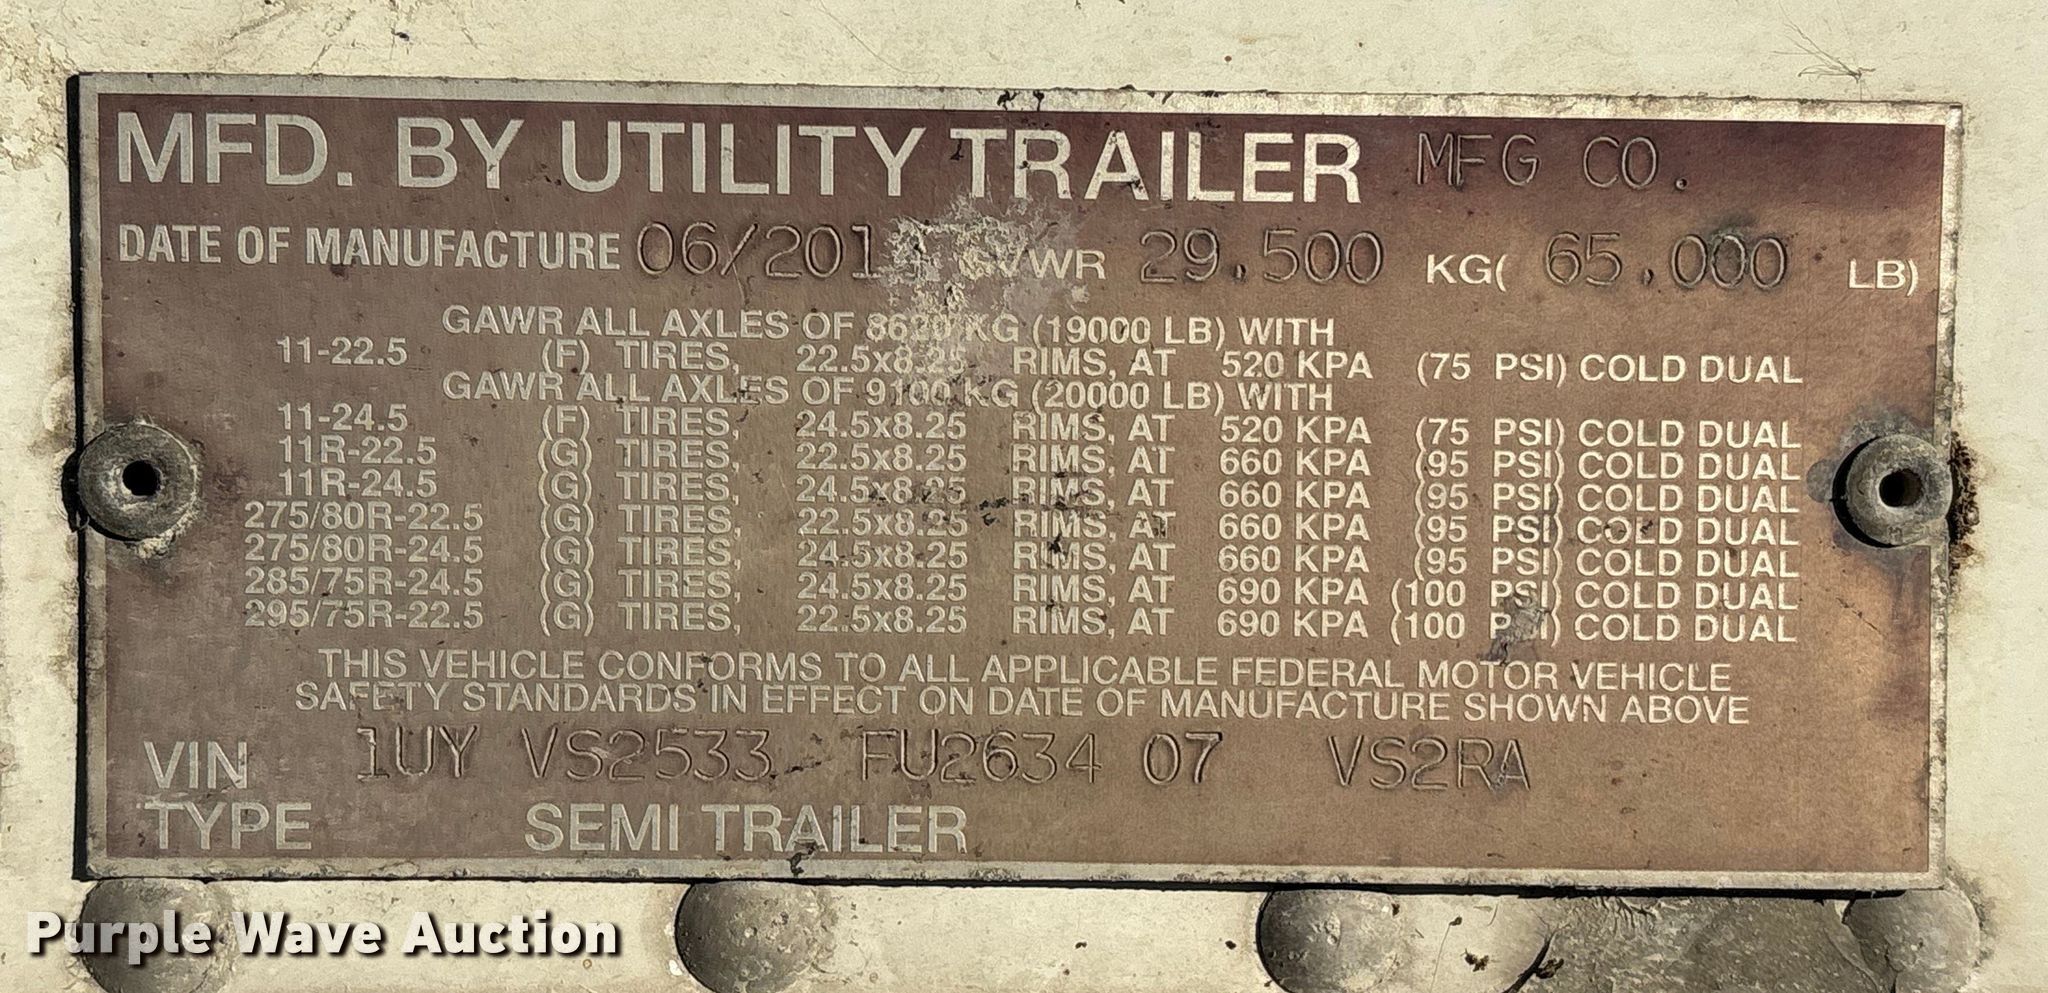 MFD. BY UTILITY TRAILER MFG CO.
DATE OF MANUFACTURE GVWR 29.500 KG( 65.000 LB)
GAWR ALL AXLES OF 8620 KG (19000 LB) WITH
11-22.5 (F) TIRES, 22.5x8.25 RIMS, AT 520 KPA (75 PSI) COLD DUAL
GAWR ALL AXLES OF 9100 KG (20000 LB) WITH
11-24.5 (F) TIRES, 24.5x8.25 RIMS, AT 520 KPA (75 PSI) COLD DUAL
11R-22.5 (G) TIRES, 22.5x8.25 RIMS, AT 660 KPA (95 PSI) COLD DUAL
11R-24.5 (G) TIRES, 24.5x8.25 RIMS, AT 660 KPA (95 PSI) COLD DUAL
275/80R-22.5 (G) TIRES, 22.5x8.25 RIMS, AT 660 KPA (95 PSI) COLD DUAL
275/80R-24.5 (G) TIRES, 24.5x8.25 RIMS, AT 660 KPA (95 PSI) COLD DUAL
285/75R-24.5 (G) TIRES, 24.5x8.25 RIMS, AT 690 KPA (100 PSI) COLD DUAL
295/75R-22.5 (G) TIRES, 22.5x8.25 RIMS, AT 690 KPA (100 PSI) COLD DUAL
THIS VEHICLE CONFORMS TO ALL APPLICABLE FEDERAL MOTOR VEHICLE
SAFETY STANDARDS IN EFFECT ON DATE OF MANUFACTURE SHOWN ABOVE
VIN 1UY VS2533 FU2634 07 VS2RA
TYPE SEMI TRAILER
Purple Wave Auction